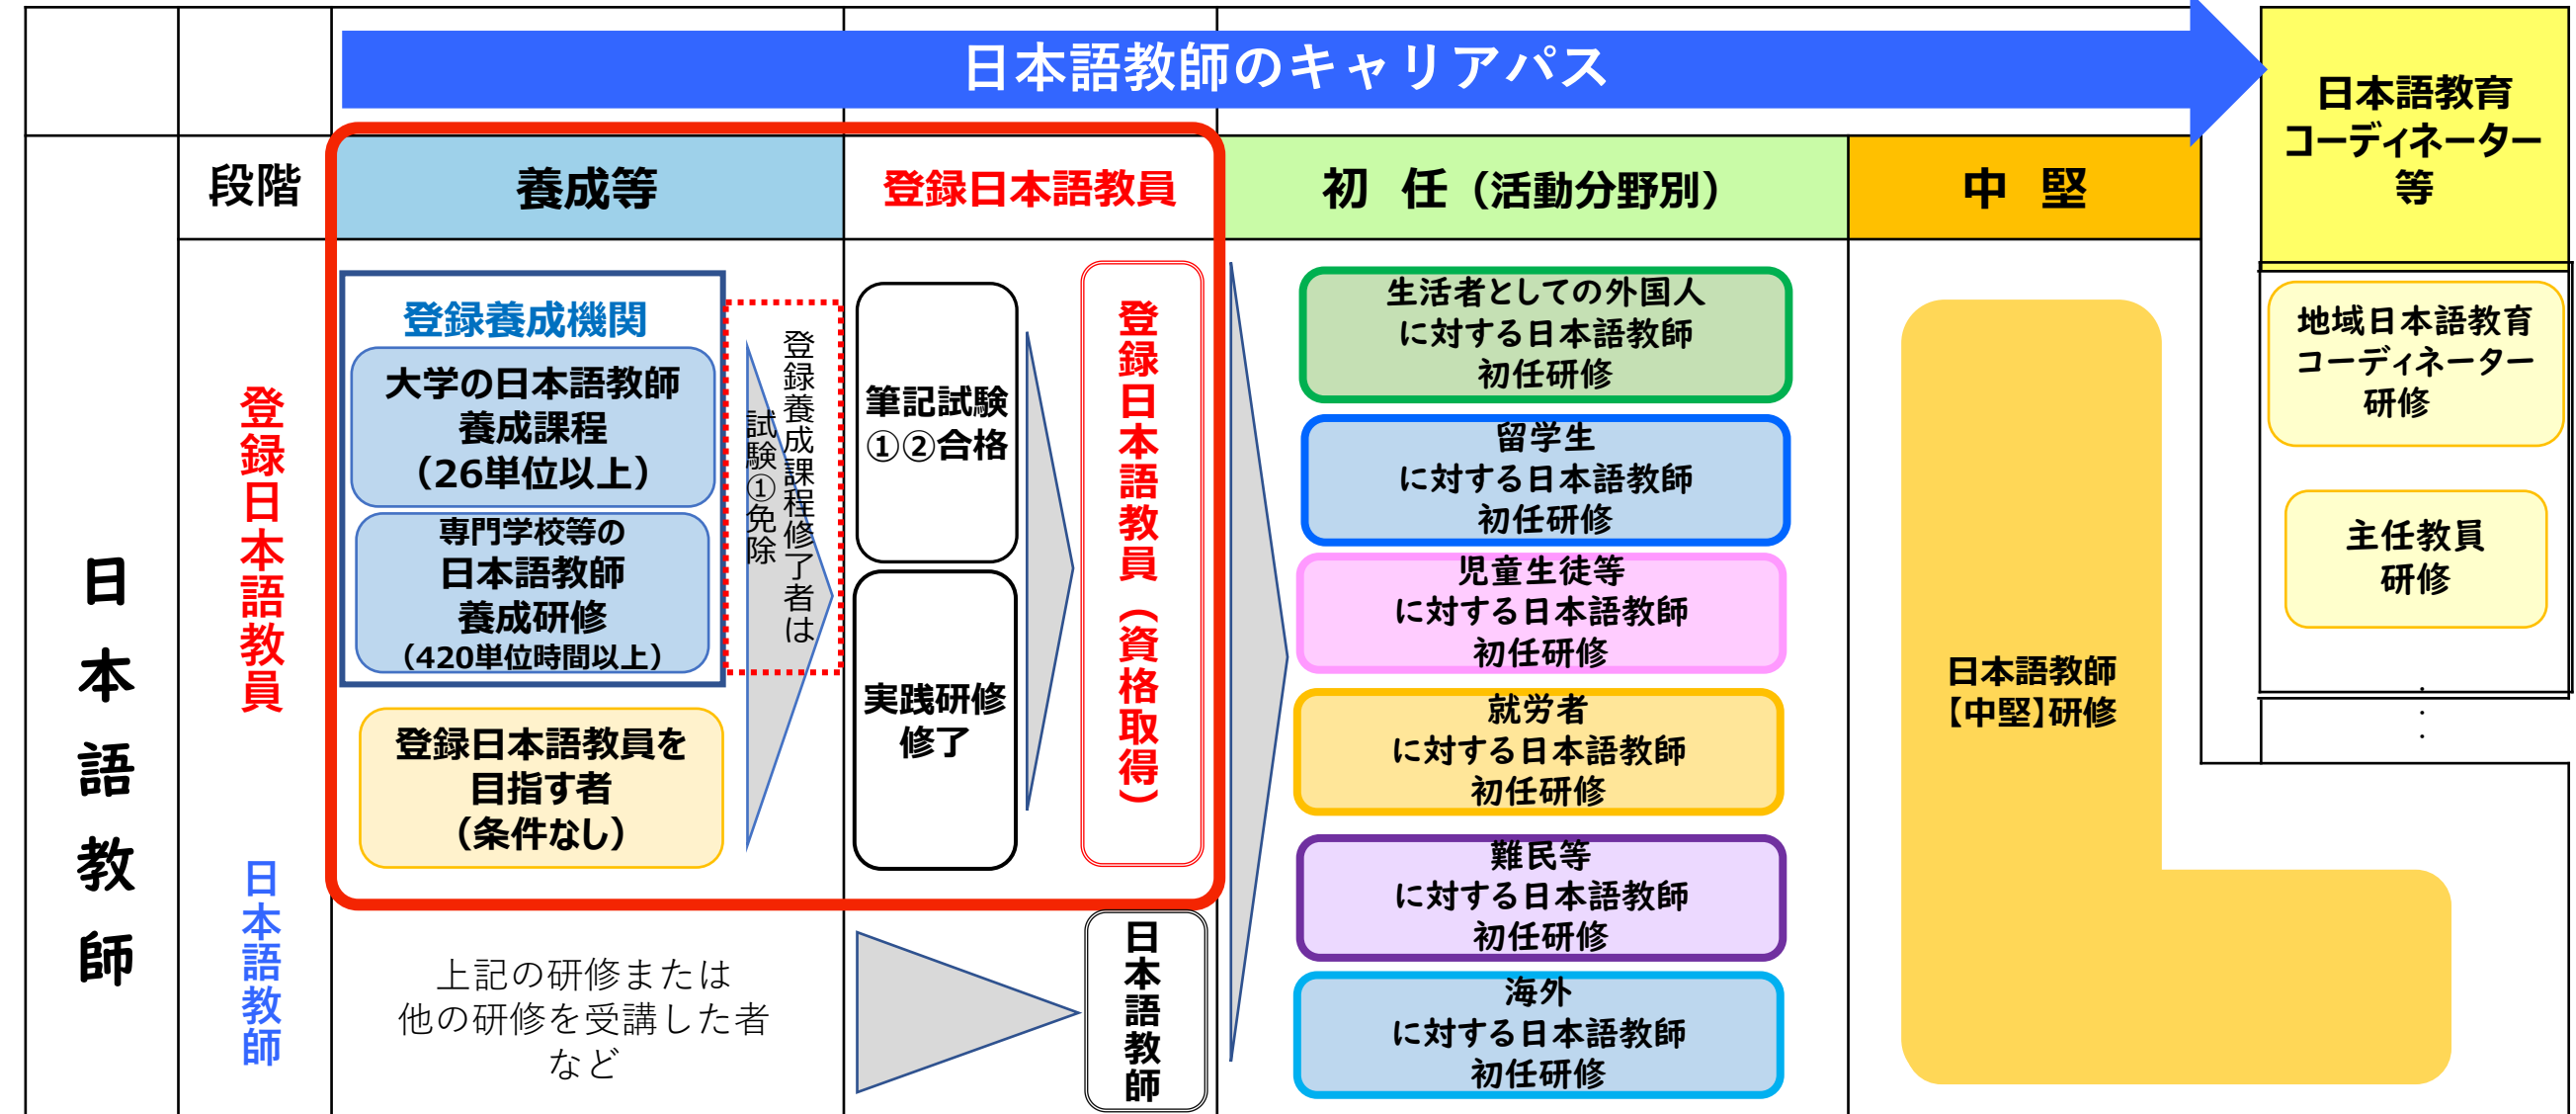 日本語教師のキャリアパス
日本語教育
コーディネーター
等
段階
養成等
登録日本語教員
初 任（活動分野別）
中 堅
日本語教師
登録日本語教員
日本語教師
登録養成機関
大学の日本語教師
養成課程
（26単位以上）
専門学校等の
日本語教師
養成研修
（420単位時間以上）
登録養成課程修了者は
試験①免除
登録日本語教員を
目指す者
（条件なし）
筆記試験
①②合格
実践研修
修了
登録日本語教員（資格取得）
上記の研修または
他の研修を受講した者
など
日本語教師
生活者としての外国人
に対する日本語教師
初任研修
留学生
に対する日本語教師
初任研修
児童生徒等
に対する日本語教師
初任研修
就労者
に対する日本語教師
初任研修
難民等
に対する日本語教師
初任研修
海外
に対する日本語教師
初任研修
日本語教師
【中堅】研修
地域日本語教育
コーディネーター
研修
主任教員
研修
・
・
・